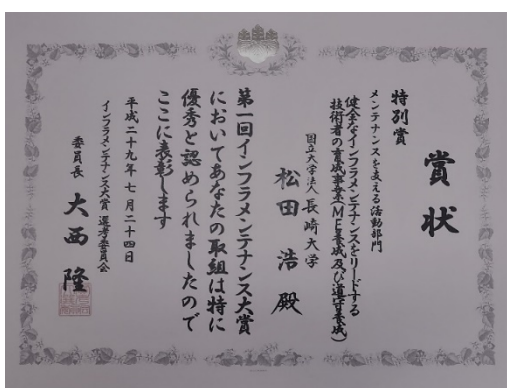 賞状
特別賞
メンテナンスを支える活動部門
健全なインフラメンテナンスをリードする
技術者の育成事業(ME養成及び道守養成)
国立大学法人長崎大学
松田 浩 殿
第一回インフラメンテナンス大賞
においてあなたの取組は特に
優秀と認められましたので
ここに表彰します
平成二十九年七月二十四日
インフラメンテナンス大賞 選考委員会
委員長 大西 隆